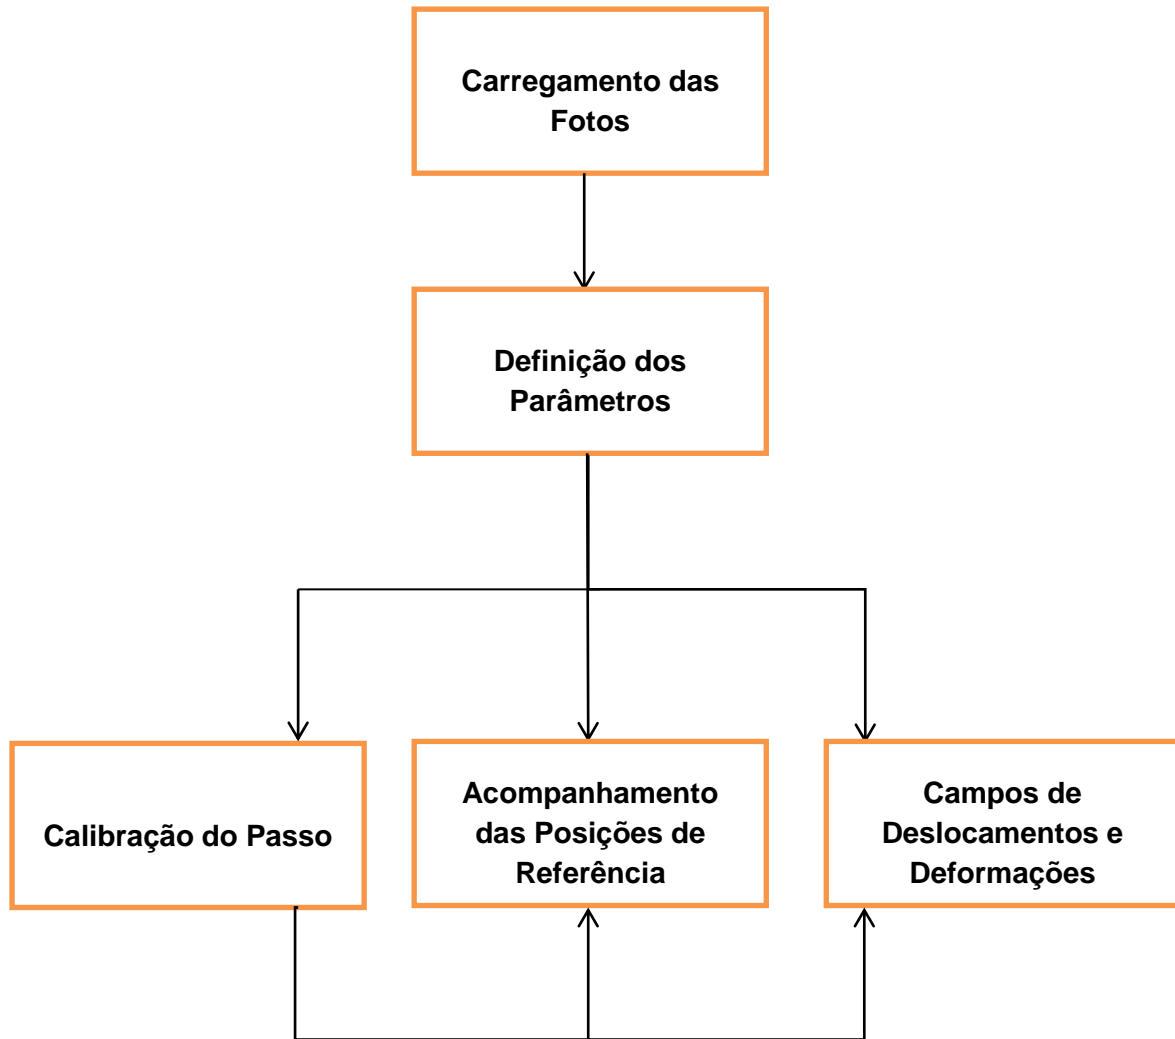 Carregamento das
Fotos
Definição dos
Parâmetros
Calibração do Passo
Acompanhamento
das Posições de
Referência
Campos de
Deslocamentos e
Deformações